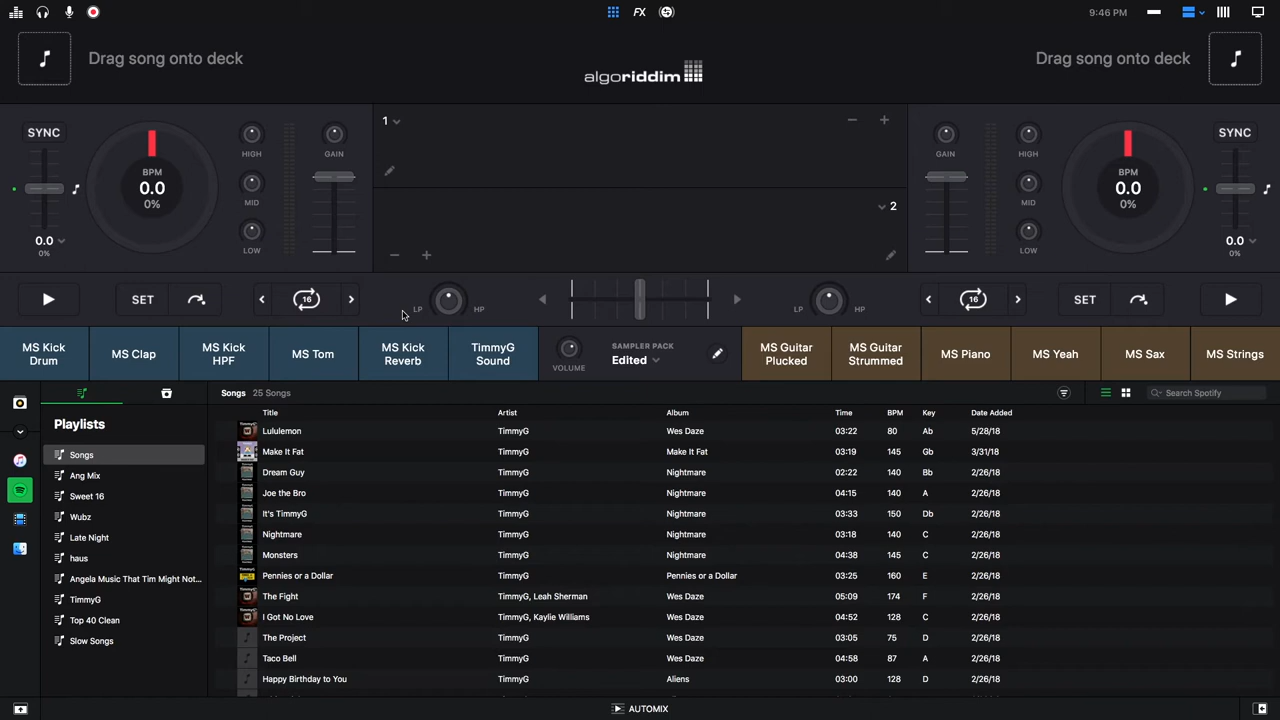 FX
9:46 PM
Drag song onto deck
algoriddim
Drag song onto deck
SYNC
BPM
0.0
0%
0.0
0%
HIGH
MID
LOW
GAIN
1
2
GAIN
HIGH
MID
LOW
BPM
0.0
0%
SYNC
0.0
0%
SET
16
LP
HP
LP
HP
16
SET
MS Kick
Drum
MS Clap
MS Kick
HPF
MS Tom
MS Kick
Reverb
TimmyG
Sound
VOLUME
SAMPLER PACK
Edited
MS Guitar
Plucked
MS Guitar
Strummed
MS Piano
MS Yeah
MS Sax
MS Strings
Playlists
Songs
Ang Mix
Sweet 16
Wubz
Late Night
haus
Angela Music That Tim Might Not...
TimmyG
Top 40 Clean
Slow Songs
Songs 25 Songs
Search Spotify
Title Artist Album Time BPM Key Date Added
Lululemon TimmyG Wes Daze 03:22 80 Ab 5/28/18
Make It Fat TimmyG Make It Fat 03:19 145 Gb 3/31/18
Dream Guy TimmyG Nightmare 02:22 140 Bb 2/26/18
Joe the Bro TimmyG Nightmare 04:15 140 A 2/26/18
It's TimmyG TimmyG Nightmare 03:33 150 Db 2/26/18
Nightmare TimmyG Nightmare 03:18 140 C 2/26/18
Monsters TimmyG Nightmare 04:38 145 C 2/26/18
Pennies or a Dollar TimmyG Pennies or a Dollar 03:25 160 E 2/26/18
The Fight TimmyG, Leah Sherman Wes Daze 05:09 174 F 2/26/18
I Got No Love TimmyG, Kaylie Williams Wes Daze 04:52 128 C 2/26/18
The Project TimmyG Wes Daze 03:05 75 D 2/26/18
Taco Bell TimmyG Wes Daze 04:58 87 A 2/26/18
Happy Birthday to You TimmyG Aliens 03:00 128 D 2/26/18
AUTOMIX